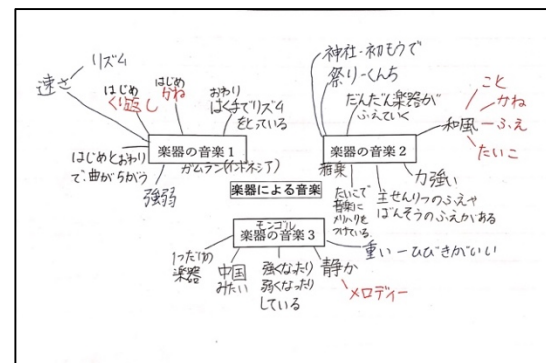 リズム
速さ
はじめ
くり返し
はじめ
かね
おわり
はく手でリズム
をとっている
楽器の音楽1
ガムラン(インドネシア)
はじめとおわり
で、曲がちがう
強弱
神社・初もうで
祭りーくんち
だんだん楽器が
ふえていく
和風
こと
かね
ふえ
たいこ
楽器の音楽2
力強い
主せんりつのふえや
ばんそうのふえがある
たいこで
音楽に
メリハリを
つけている。
楽器による音楽
モンゴル
楽器の音楽3
1つだけの
楽器
中国
みたい
強くなったり
弱くなったり
している
静か
メロディー
重いーひびきがいい